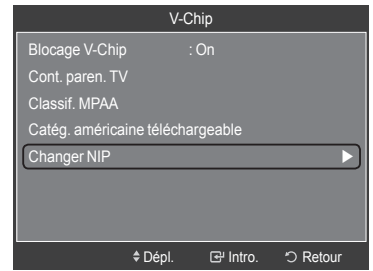 V-Chip
Blocage V-Chip : On
Cont. paren. TV
Classif. MPAA
Catég. américaine téléchargeable
Changer NIP
Dépl. Intro. Retour